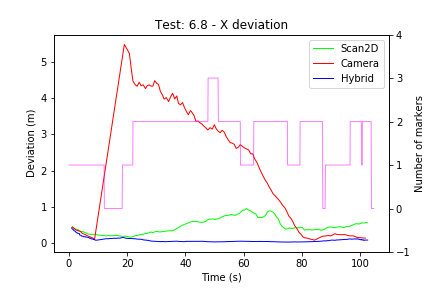 Test: 6.8 - X deviation
Scan2D
Camera
Hybrid
Deviation (m)
5
4
3
2
1
0
Number of markers
4
3
2
1
0
−1
0
20
40
60
80
100
Time (s)